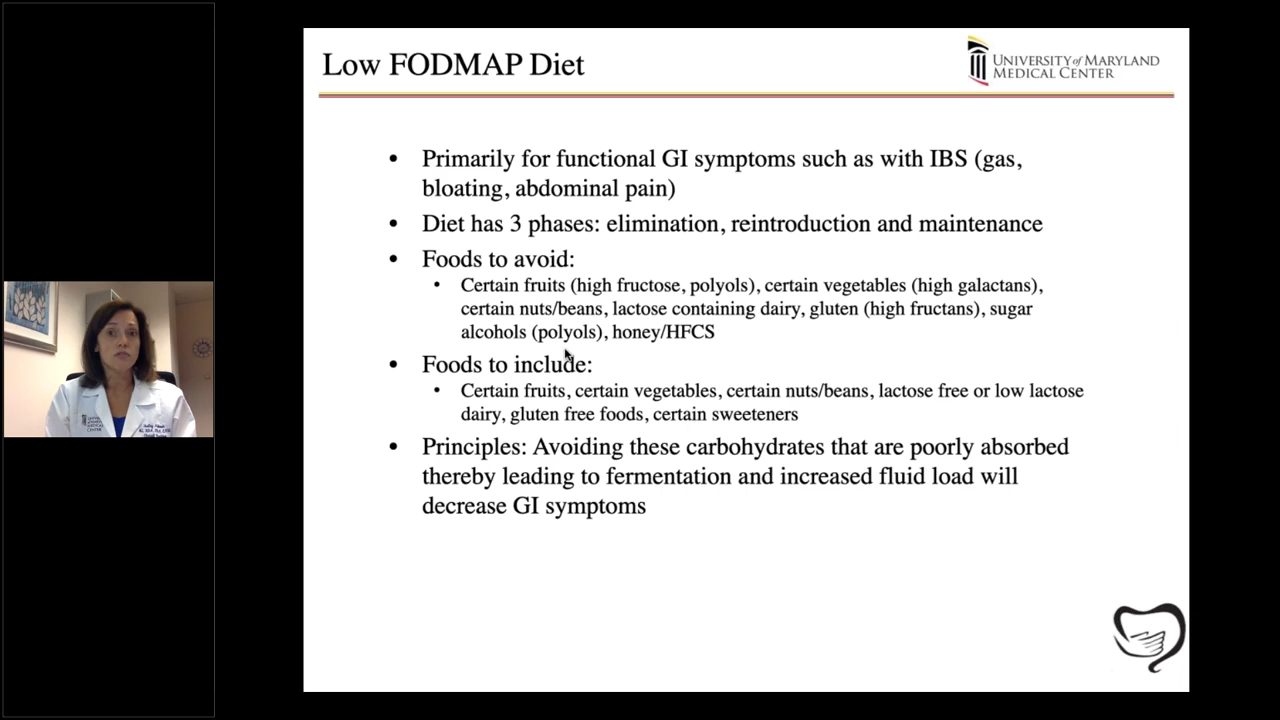 Low FODMAP Diet
UNIVERSITY of MARYLAND
MEDICAL CENTER
• Primarily for functional GI symptoms such as with IBS (gas,
bloating, abdominal pain)
• Diet has 3 phases: elimination, reintroduction and maintenance
• Foods to avoid:
• Certain fruits (high fructose, polyols), certain vegetables (high galactans),
certain nuts/beans, lactose containing dairy, gluten (high fructans), sugar
alcohols (polyols), honey/HFCS
• Foods to include:
• Certain fruits, certain vegetables, certain nuts/beans, lactose free or low lactose
dairy, gluten free foods, certain sweeteners
• Principles: Avoiding these carbohydrates that are poorly absorbed
thereby leading to fermentation and increased fluid load will
decrease GI symptoms
MEDICAL CENTER